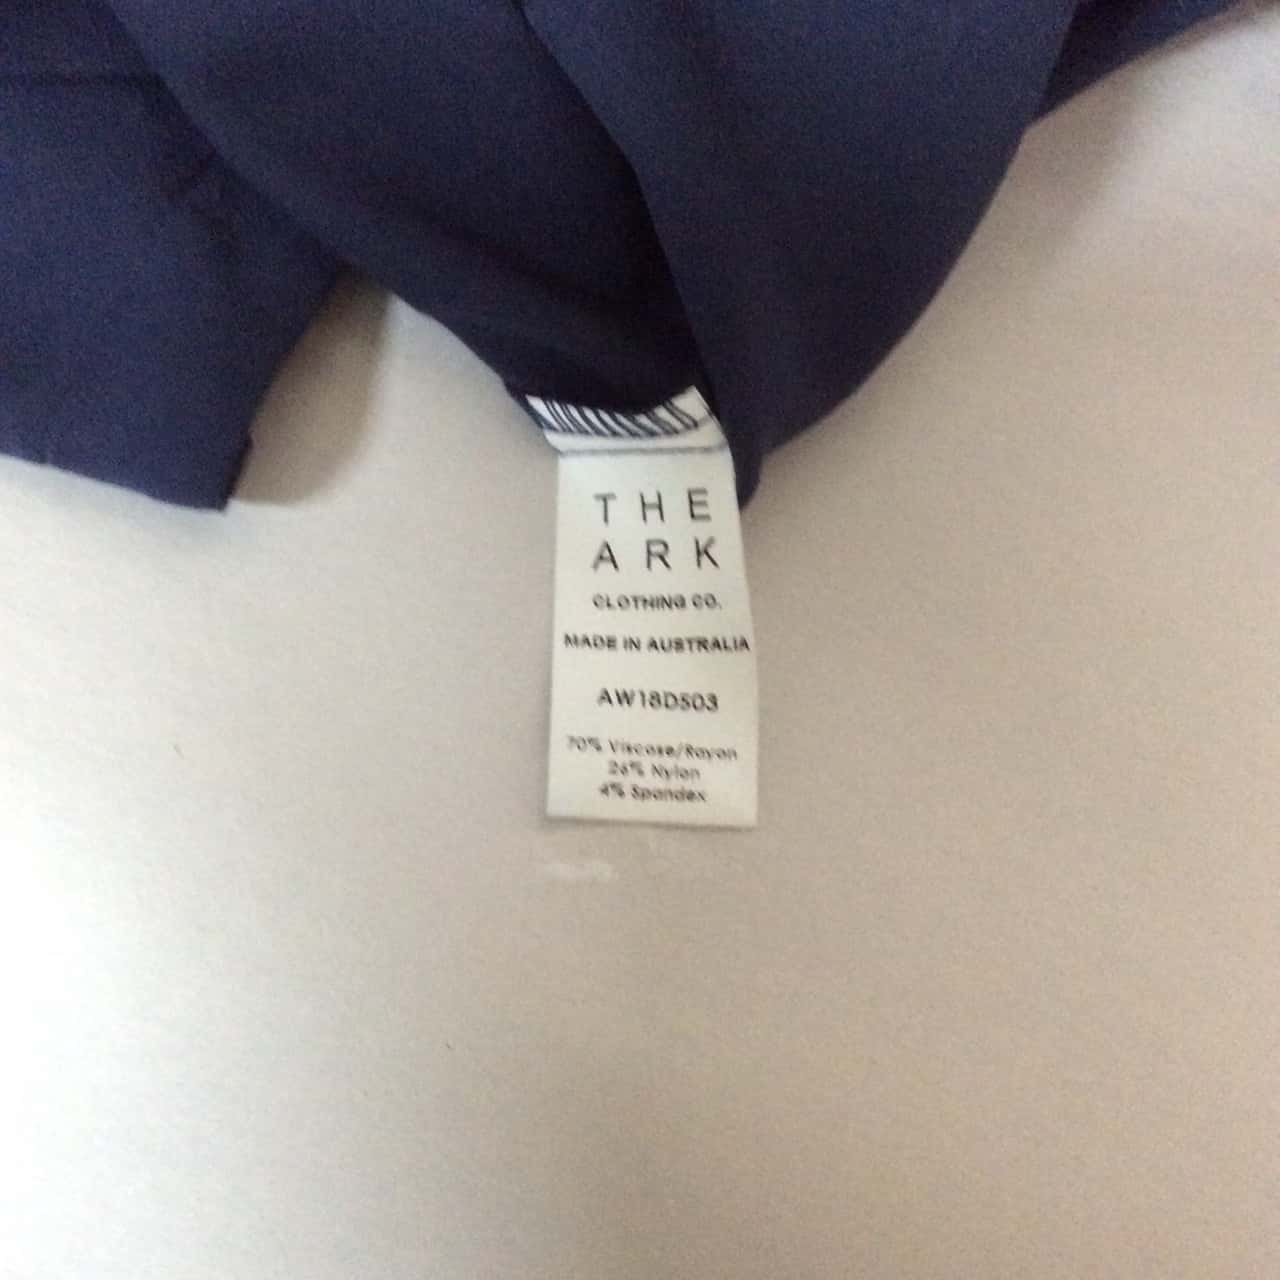 THE
ARK
CLOTHING CO.
MADE IN AUSTRALIA
AW18D503
70% Viscose/Rayon
26% Nylon
4% Spandex